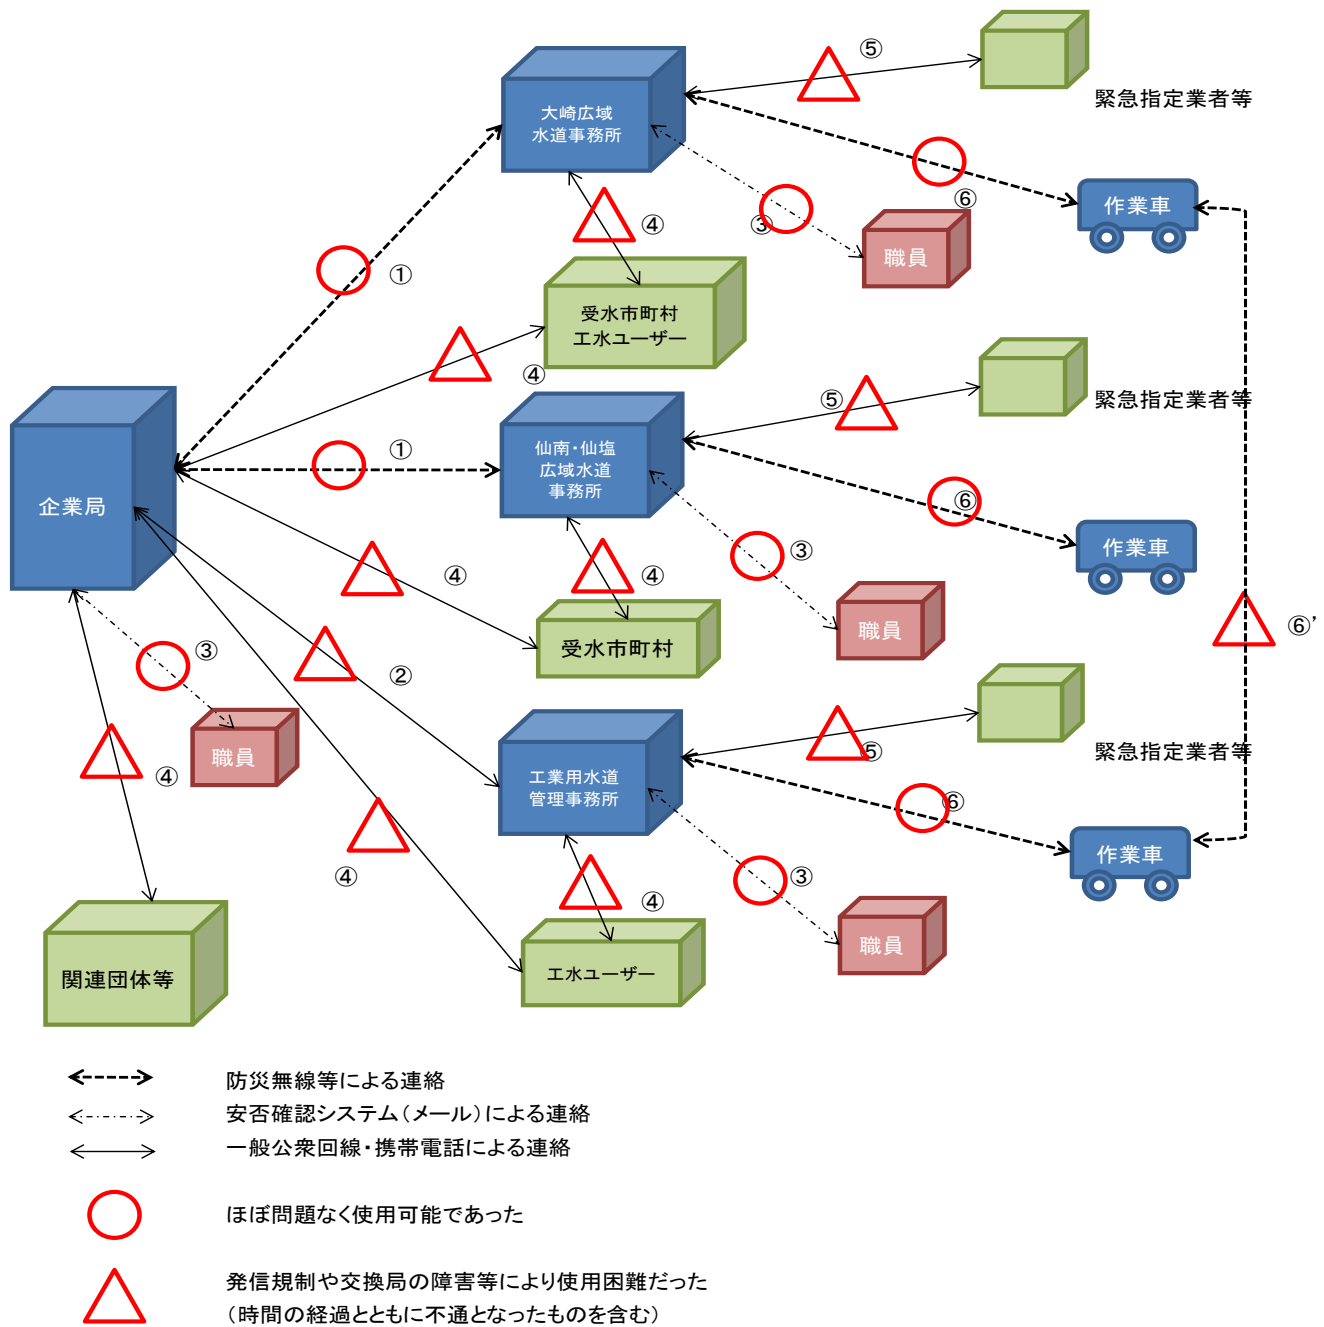 ⑤
緊急指定業者等
大崎広域
水道事務所
⑥
作業車
③
職員
④
①
受水市町村
工水ユーザー
④
緊急指定業者等
⑤
①
仙南・仙塩
広域水道
事務所
⑥
企業局
作業車
③
④
④
職員
⑥’
受水市町村
③
②
緊急指定業者等
⑤
職員
④
工業用水道
管理事務所
⑥
作業車
④
③
④
職員
工水ユーザー
関連団体等
防災無線等による連絡
安否確認システム（メール）による連絡
一般公衆回線・携帯電話による連絡
ほぼ問題なく使用可能であった
発信規制や交換局の障害等により使用困難だった
（時間の経過とともに不通となったものを含む）